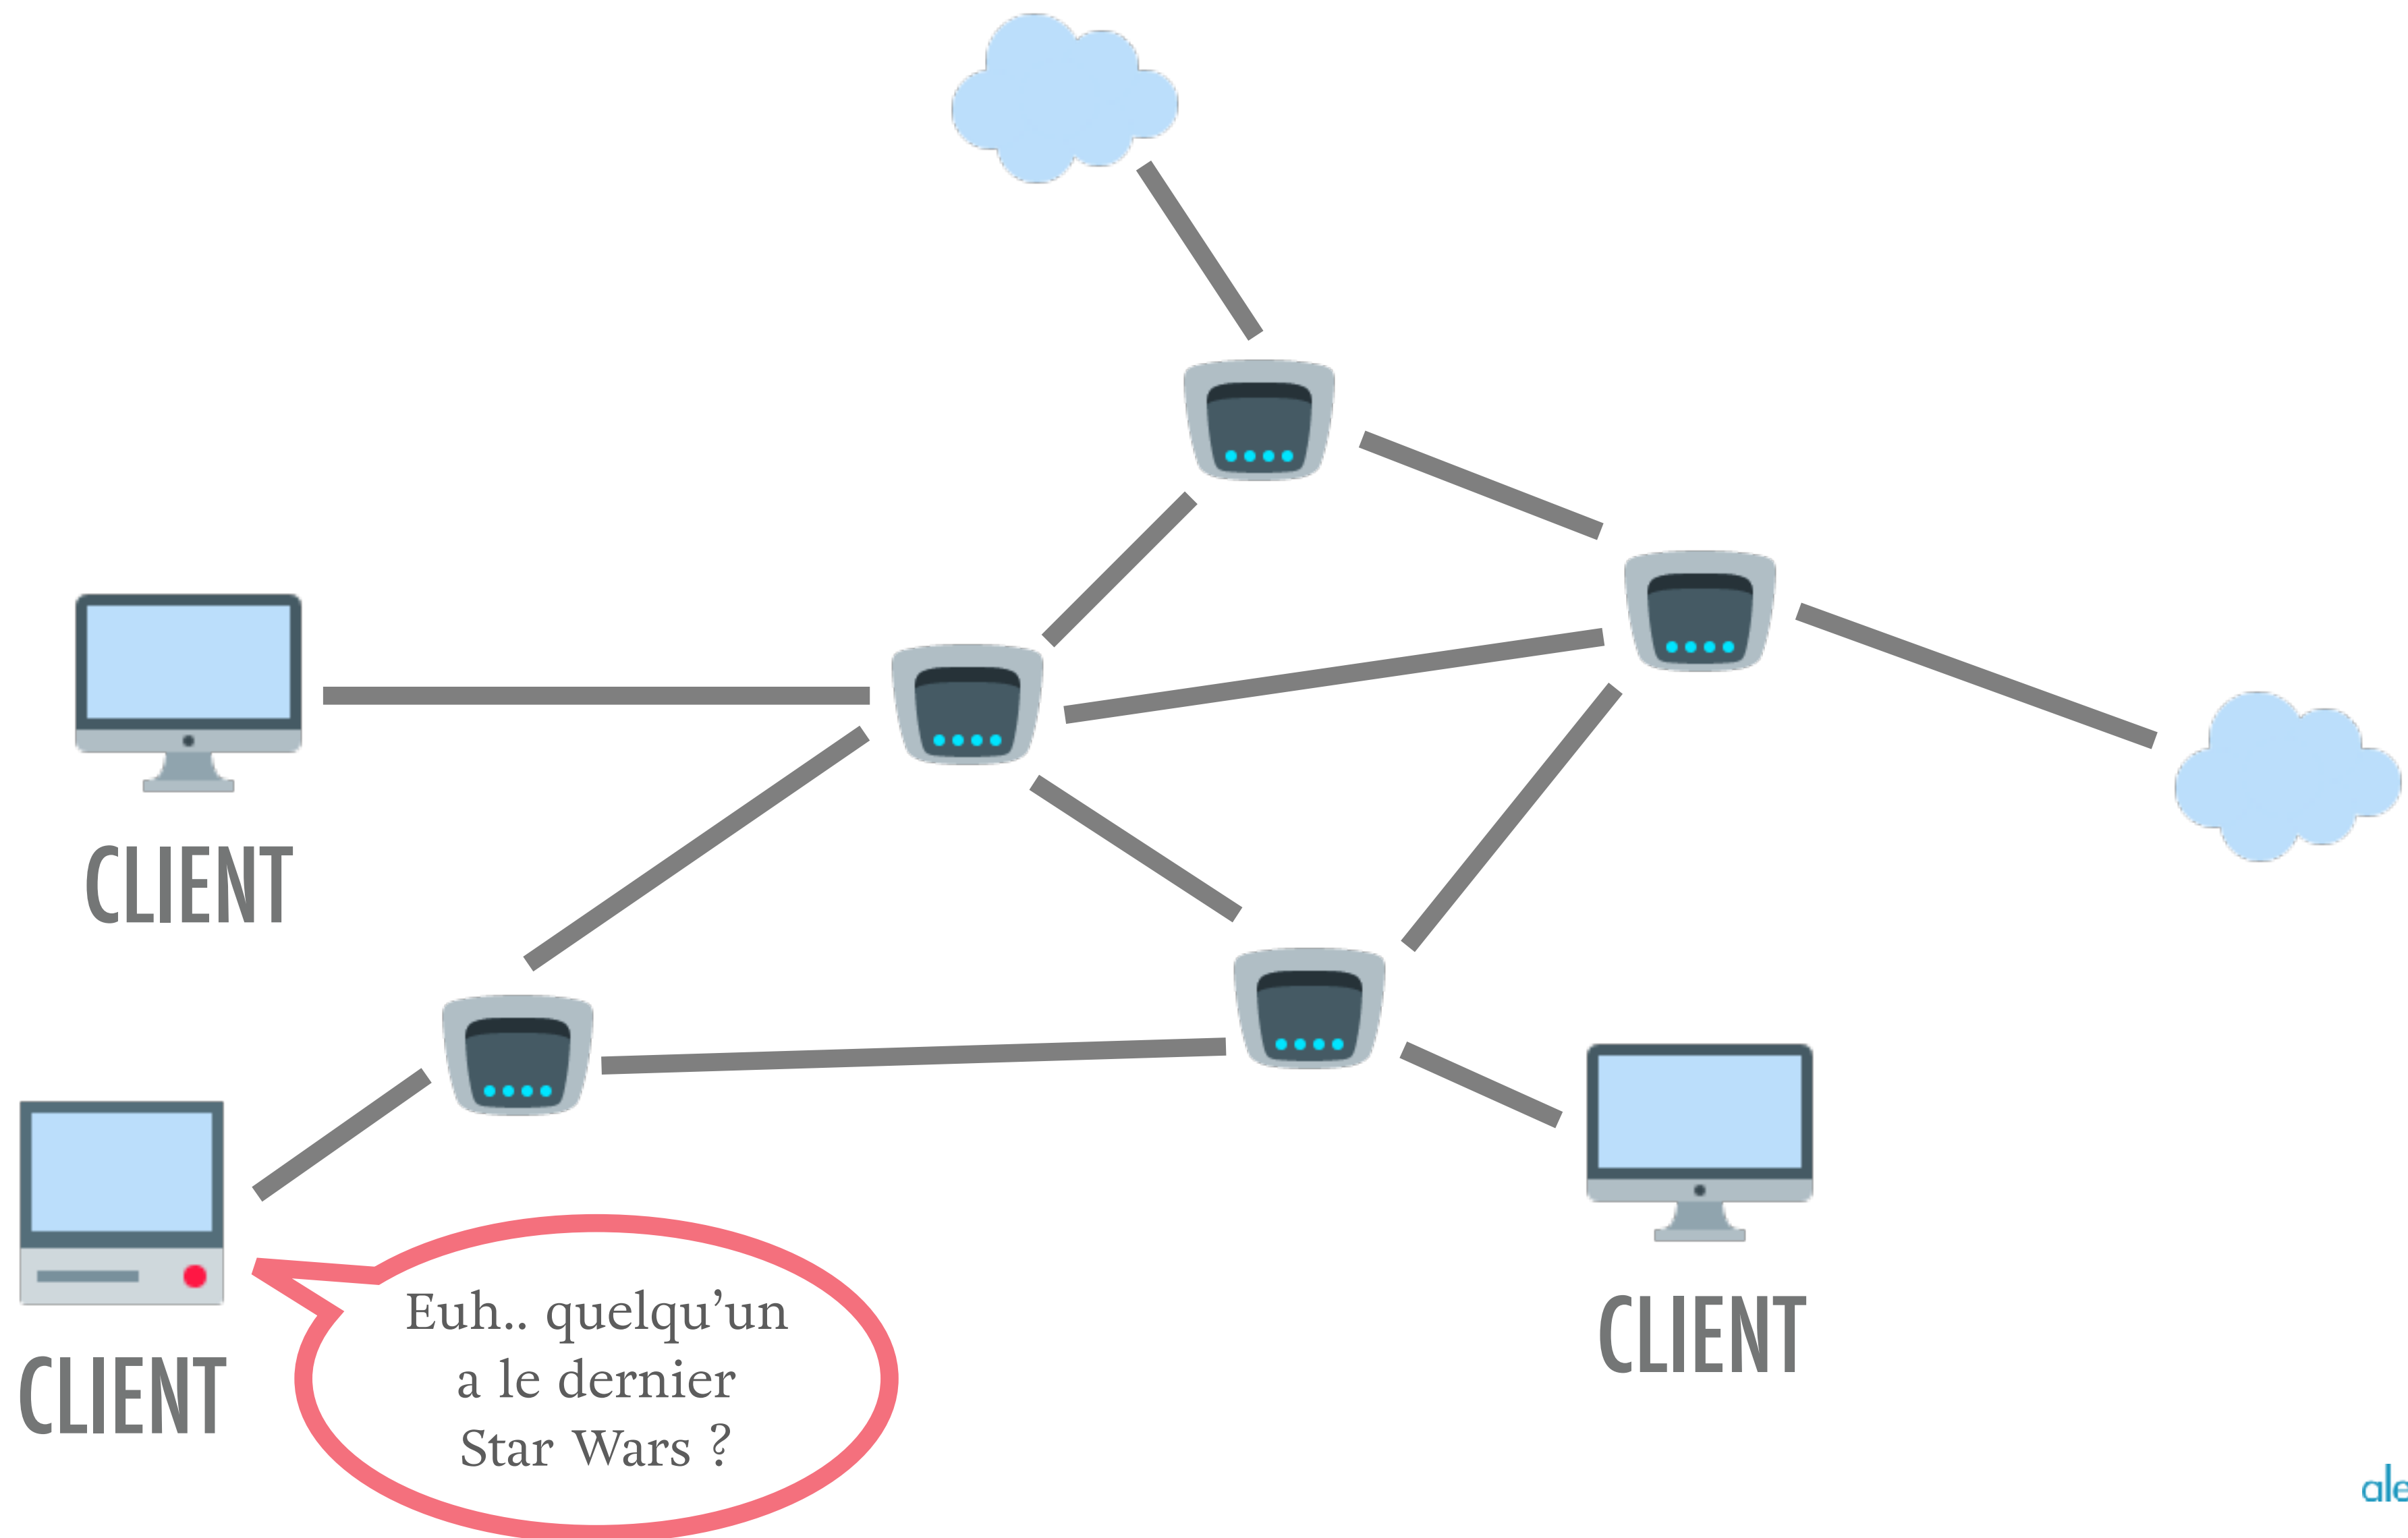 CLIENT
CLIENT
Euh.. quelqu’un
a le dernier
Star Wars ?
CLIENT